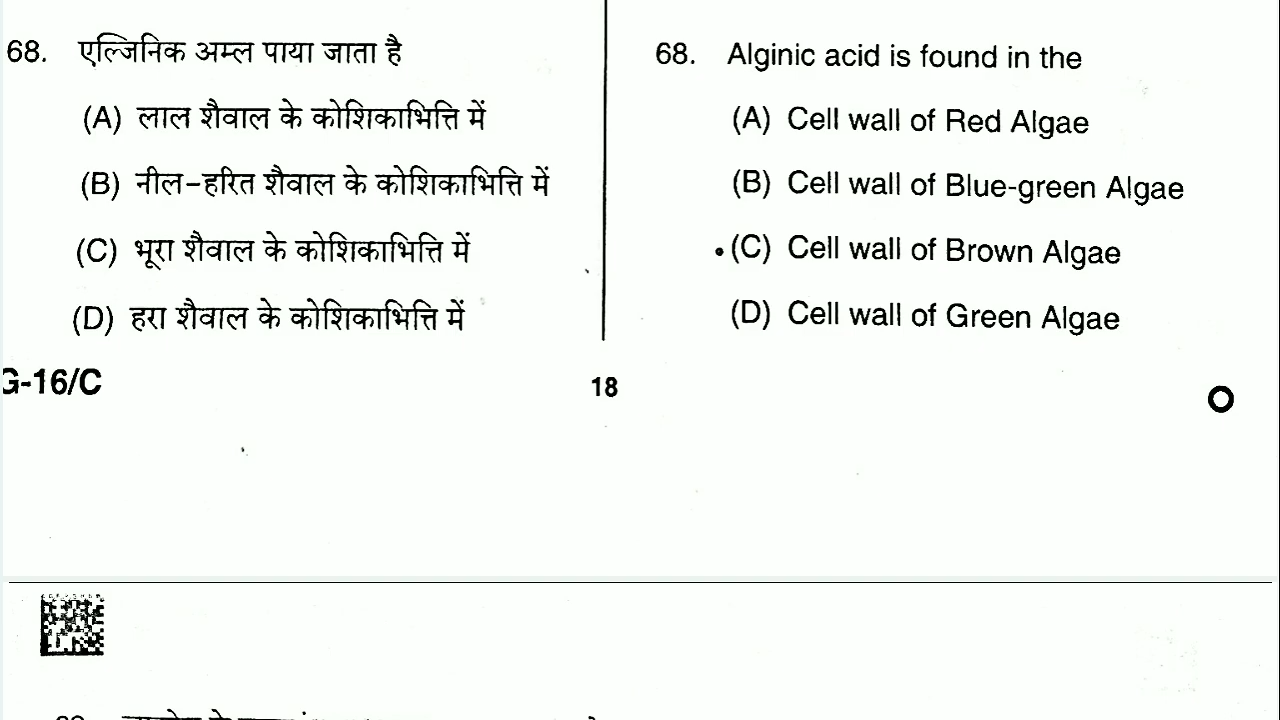 68. एल्जिनिक अम्ल पाया जाता है
(A) लाल शैवाल के कोशिकाभित्ति में
(B) नील-हरित शैवाल के कोशिकाभित्ति में
(C) भूरा शैवाल के कोशिकाभित्ति में
(D) हरा शैवाल के कोशिकाभित्ति में
68. Alginic acid is found in the
(A) Cell wall of Red Algae
(B) Cell wall of Blue-green Algae
(C) Cell wall of Brown Algae
(D) Cell wall of Green Algae
G-16/C
18
O